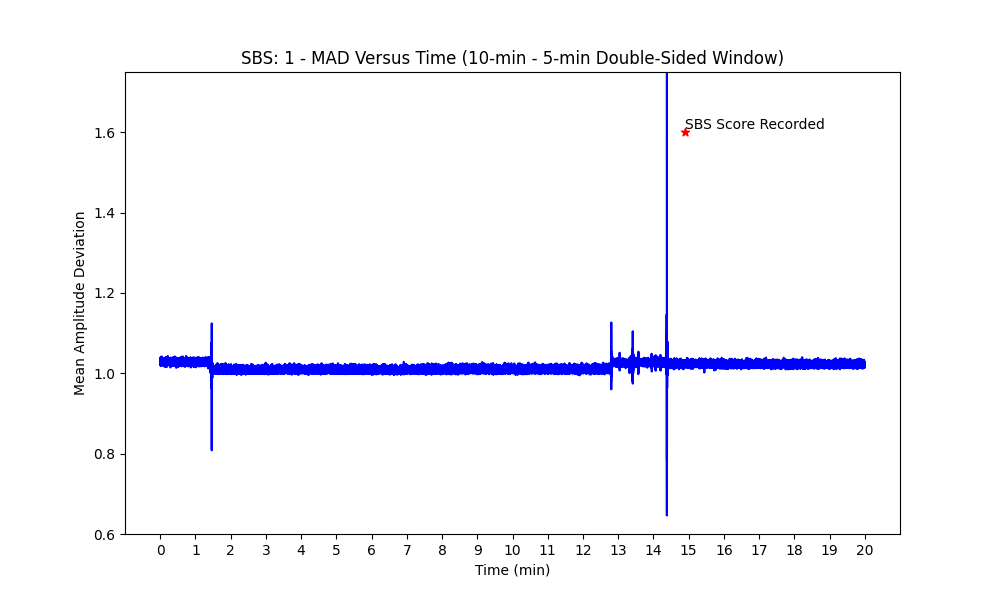 SBS: 1 - MAD Versus Time (10-min - 5-min Double-Sided Window)
SBS Score Recorded
Mean Amplitude Deviation
1.6
1.4
1.2
1.0
0.8
0.6
0 1 2 3 4 5 6 7 8 9 10 11 12 13 14 15 16 17 18 19 20
Time (min)